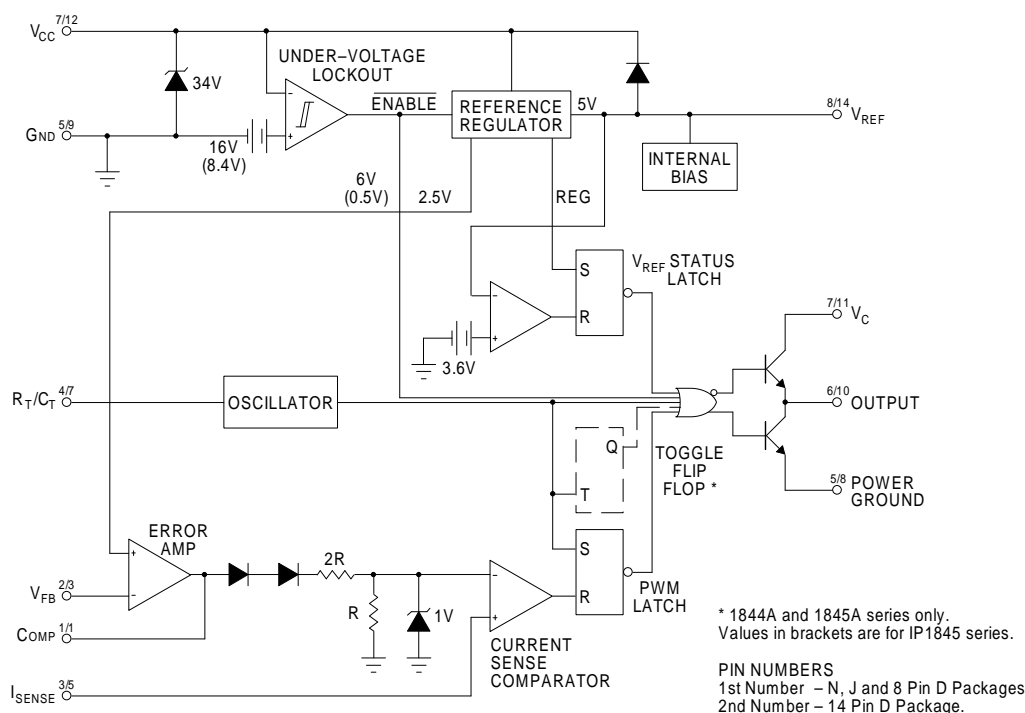 7/12
VCC
UNDER–VOLTAGE
LOCKOUT
34V
ENABLE
REFERENCE
REGULATOR
5V
8/14
VREF
5/9
GND
16V
(8.4V)
INTERNAL
BIAS
6V
(0.5V)
2.5V
REG
S
R
VREF STATUS
LATCH
3.6V
7/11
VC
4/7
RT/CT
OSCILLATOR
6/10
OUTPUT
Q
T
TOGGLE
FLIP
FLOP *
5/8
POWER
GROUND
ERROR
AMP
2R
S
R
PWM
LATCH
2/3
VFB
R
1V
1/1
COMP
CURRENT
SENSE
COMPARATOR
3/5
ISENSE
* 1844A and 1845A series only.
Values in brackets are for IP1845 series.
PIN NUMBERS
1st Number – N, J and 8 Pin D Packages
2nd Number – 14 Pin D Package.